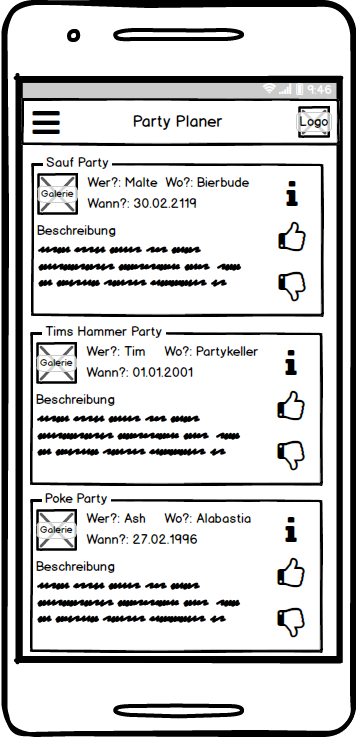 9:46
Party Planer
Logo
Sauf Party
Galerie
Wer?: Malte Wo?: Bierbude
Wann?: 30.02.2119
Beschreibung
Tims Hammer Party
Galerie
Wer?: Tim Wo?: Partykeller
Wann?: 01.01.2001
Beschreibung
Poke Party
Galerie
Wer?: Ash Wo?: Alabastia
Wann?: 27.02.1996
Beschreibung